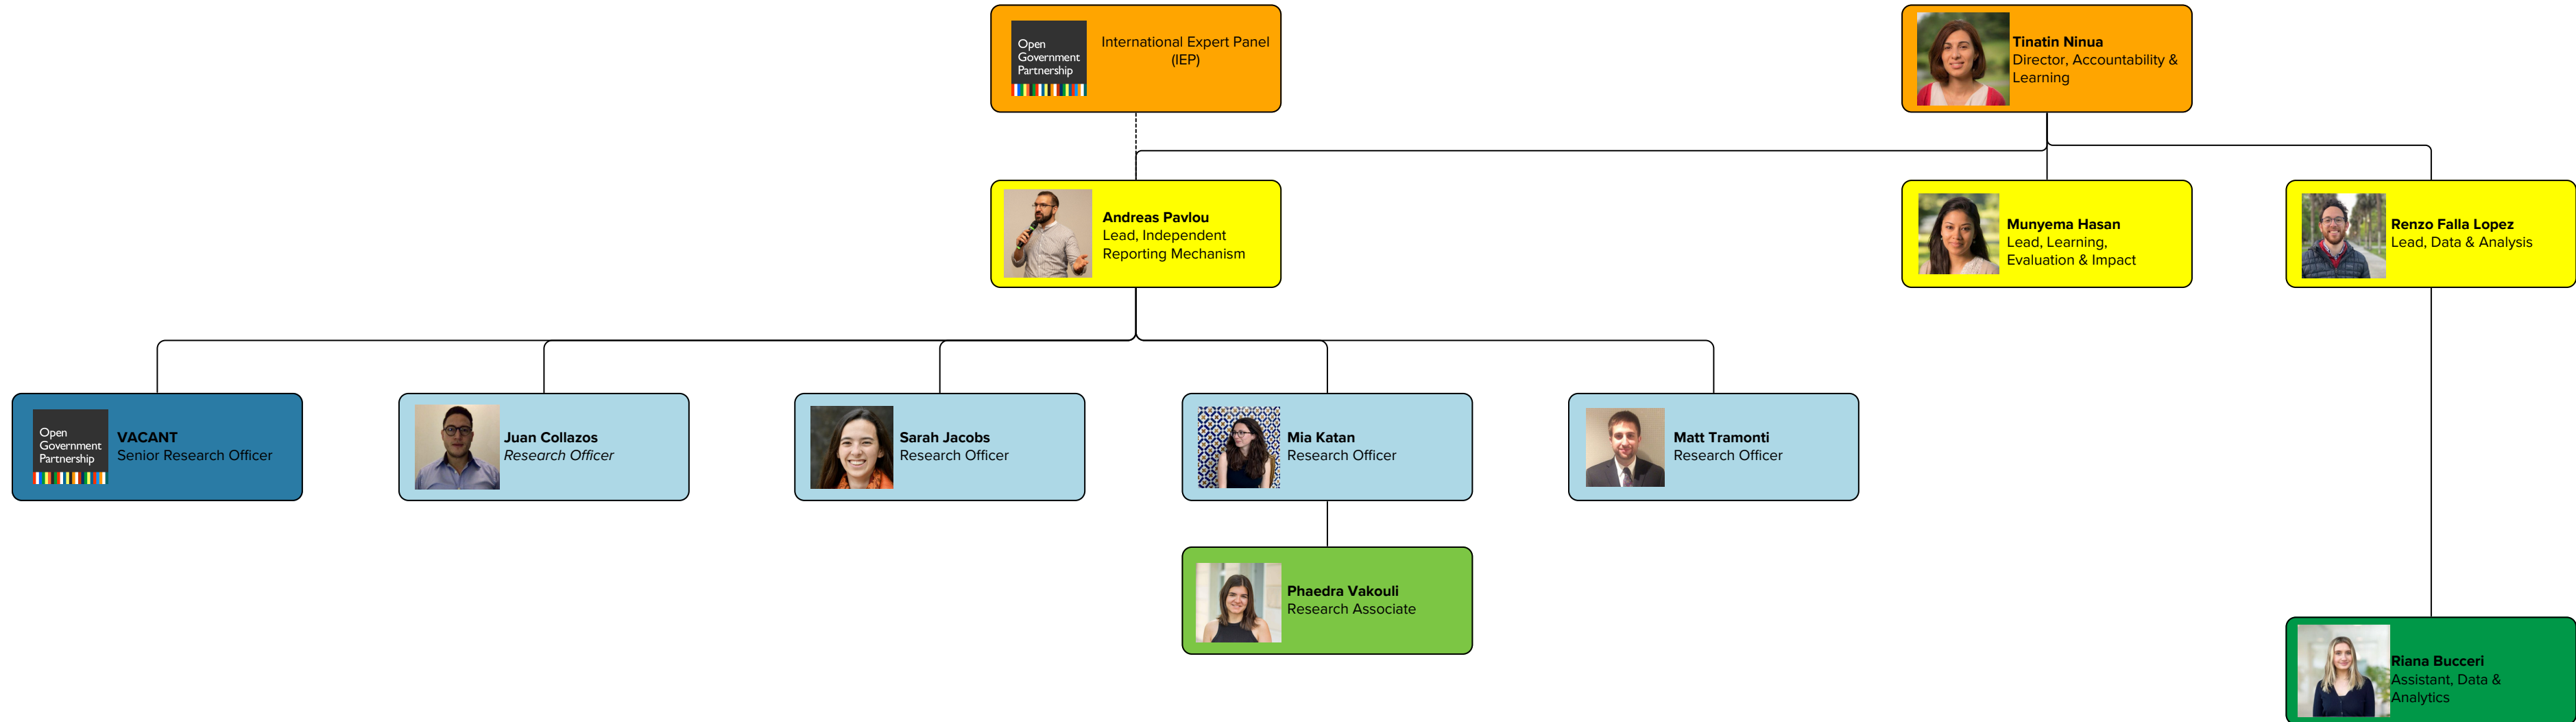 Open
Government
Partnership
International Expert Panel
(IEP)
Tinatin Ninua
Director, Accountability &
Learning
Andreas Pavlou
Lead, Independent
Reporting Mechanism
Munyema Hasan
Lead, Learning,
Evaluation & Impact
Renzo Falla Lopez
Lead, Data & Analysis
Open
Government
Partnership
VACANT
Senior Research Officer
Juan Collazos
Research Officer
Sarah Jacobs
Research Officer
Mia Katan
Research Officer
Matt Tramonti
Research Officer
Phaedra Vakouli
Research Associate
Riana Bucceri
Assistant, Data &
Analytics